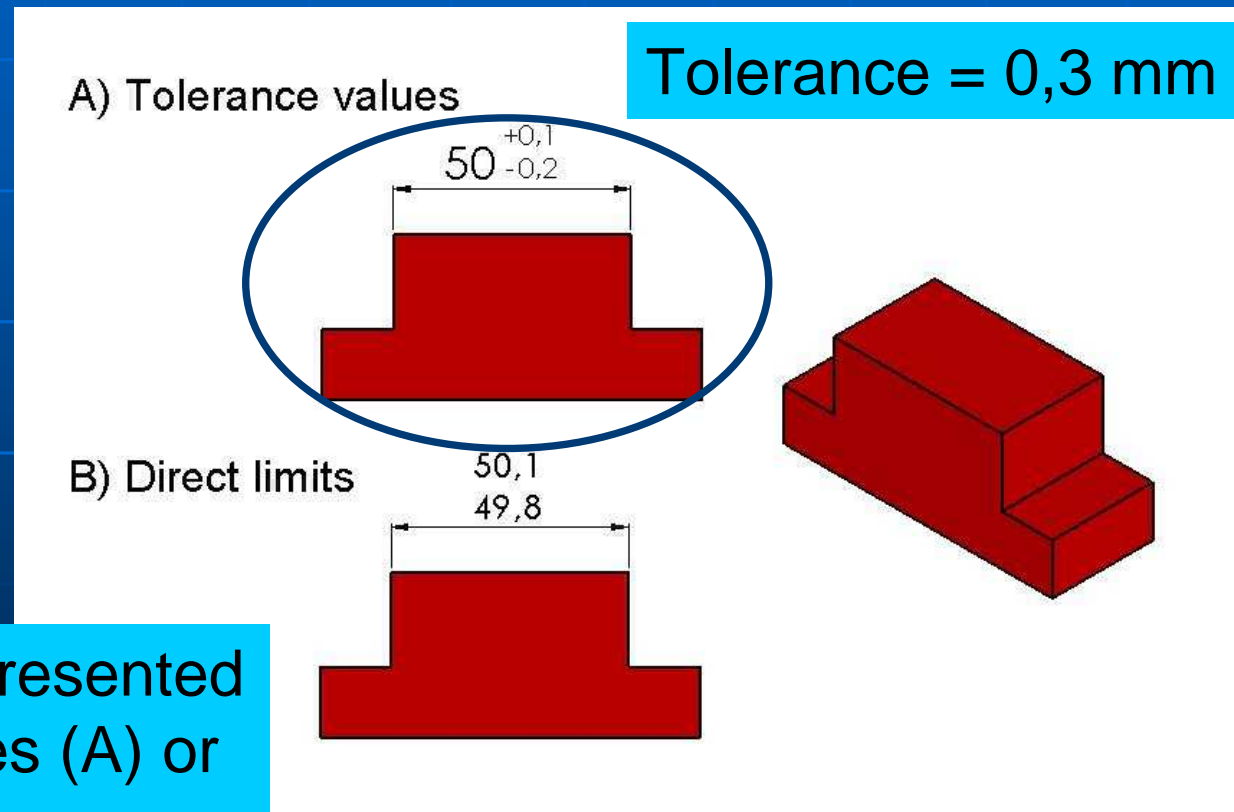 Tolerance = 0,3 mm
A) Tolerance values
+0,1
50 -0,2
B) Direct limits
50,1
49,8
resented
es (A) or